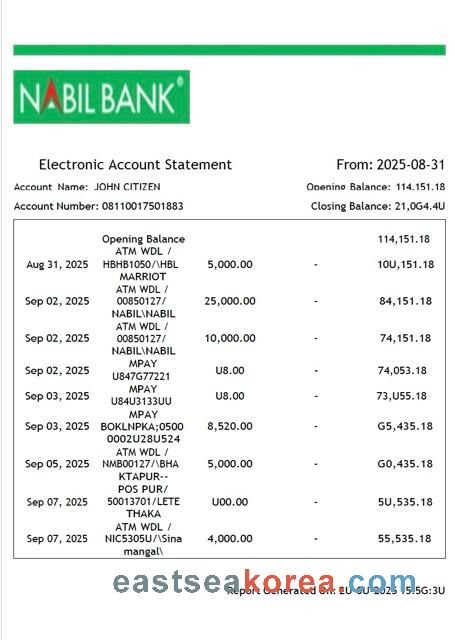 NABIL BANK®
Electronic Account Statement From: 2025-08-31
Account Name: JOHN CITIZEN Opening Balance: 114,151.18
Account Number: 08110017501883 Closing Balance: 21,0G4.4U
Opening Balance 114,151.18
ATM WDL /
Aug 31, 2025 HBHB1050/\HBL 5,000.00 - 10U,151.18
MARRIOT
ATM WDL /
Sep 02, 2025 00850127/ 25,000.00 - 84,151.18
NABIL\NABIL
ATM WDL /
Sep 02, 2025 00850127/ 10,000.00 - 74,151.18
NABIL\NABIL
Sep 02, 2025 MPAY U8.00 - 74,053.18
U847G77221
Sep 03, 2025 MPAY U8.00 - 73,U55.18
U84U3133UU
MPAY
Sep 03, 2025 BOKLNPKA;0500 8,520.00 - G5,435.18
0002U28U524
ATM WDL /
Sep 05, 2025 NMB00127/\BHA 5,000.00 - G0,435.18
KTAPUR--
POS PUR/
Sep 07, 2025 50013701/LETE U00.00 - 5U,535.18
THAKA
ATM WDL /
Sep 07, 2025 NIC5305U/\Sina 4,000.00 - 55,535.18
mangal\
eastseakorea.com
Report Generated On: